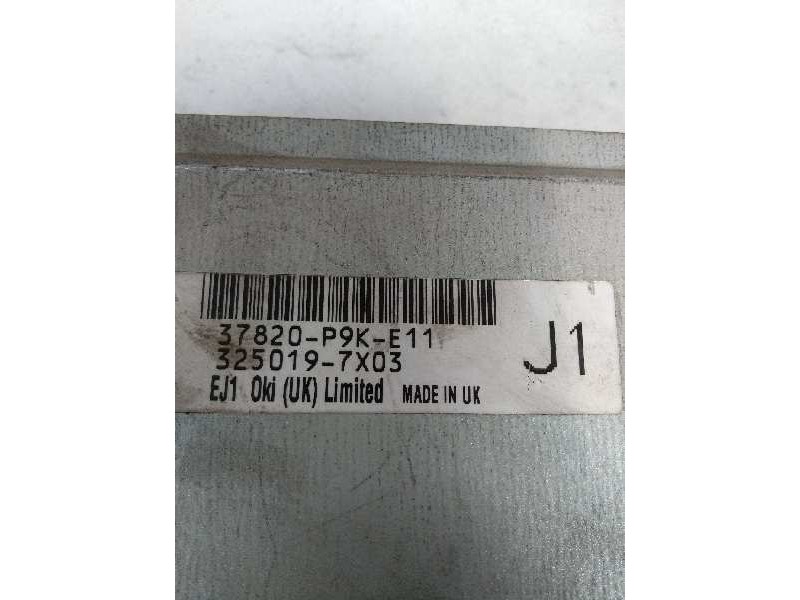 37820-P9K-E11
325019-7X03
J1
EJ1 Oki (UK) Limited MADE IN UK